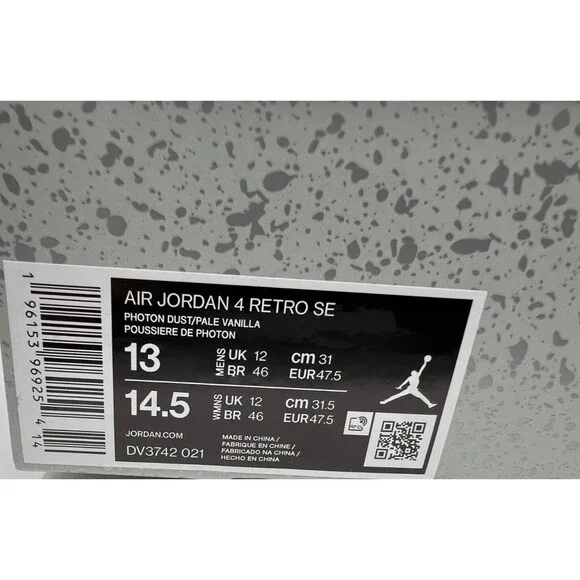 AIR JORDAN 4 RETRO SE
PHOTON DUST/PALE VANILLA
POUSSIERE DE PHOTON
13 MENS UK 12 cm 31
BR 46 EUR 47.5
14.5 WMNS UK 12 cm 31.5
BR 46 EUR 47.5
JORDAN.COM
DV3742 021
MADE IN CHINA /
FABRIQUE EN CHINE /
FABRICADO NA CHINA /
HECHO EN CHINA
1 96153 96925 4 14